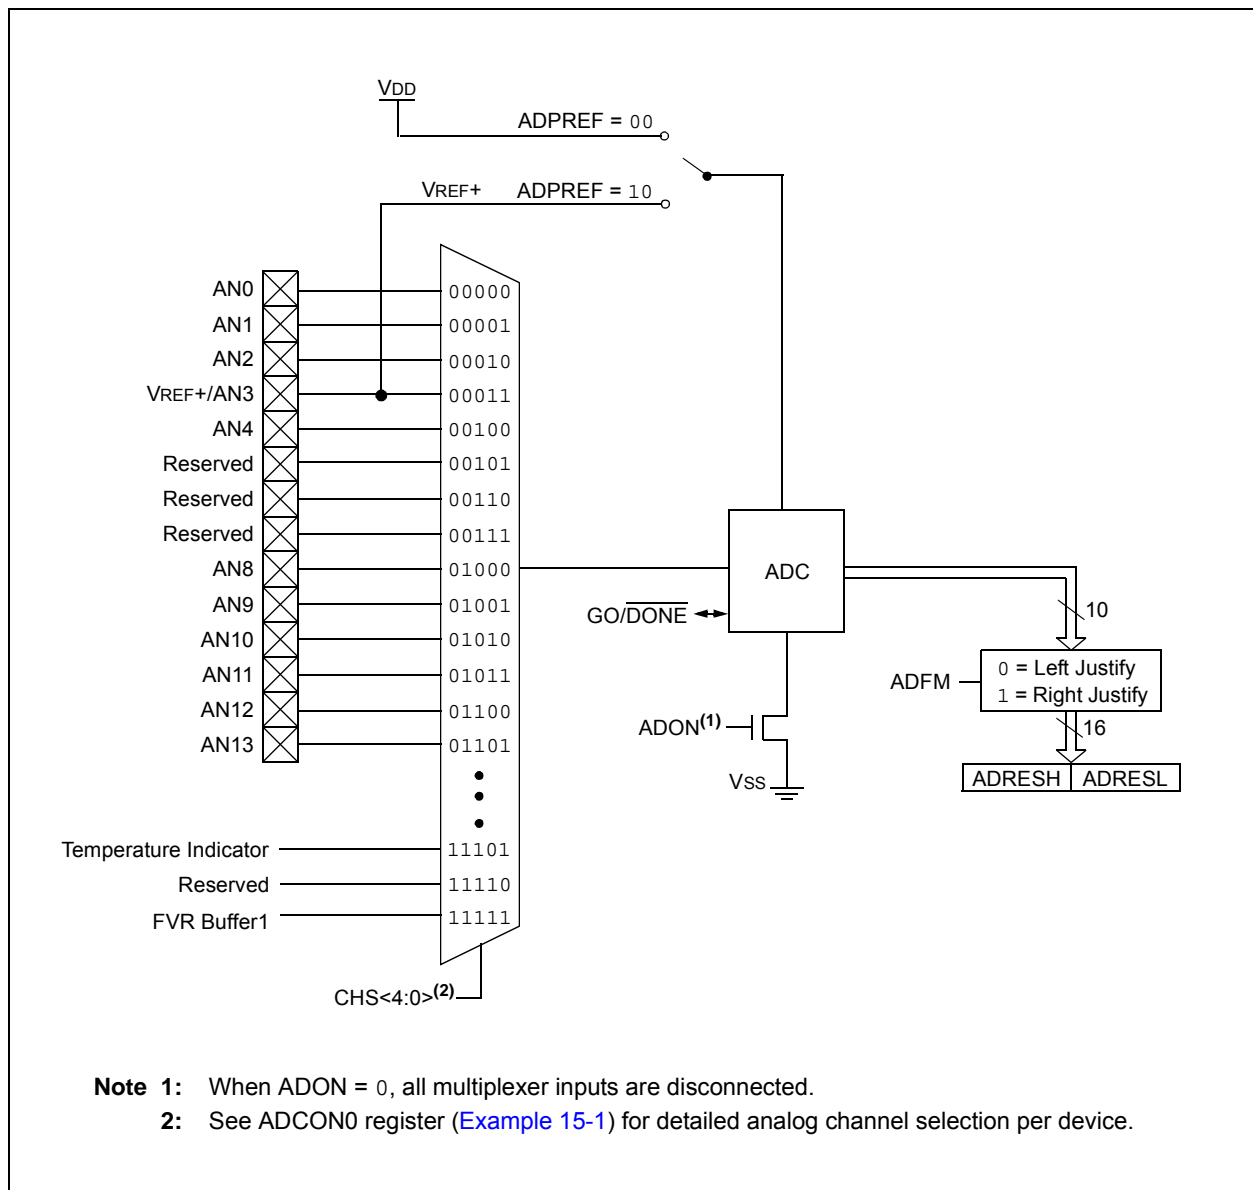 VDD
ADPREF = 00
VREF+ ADPREF = 10
AN0 00000
AN1 00001
AN2 00010
VREF+/AN3 00011
AN4 00100
Reserved 00101
Reserved 00110
Reserved 00111
AN8 01000
AN9 01001
AN10 01010
AN11 01011
AN12 01100
AN13 01101
Temperature Indicator 11101
Reserved 11110
FVR Buffer1 11111
CHS<4:0>(2)
ADC
GO/DONE
ADON(1)
VSS
10
ADFM
0 = Left Justify
1 = Right Justify
16
ADRESH ADRESL
Note 1: When ADON = 0, all multiplexer inputs are disconnected.
2: See ADCON0 register (Example 15-1) for detailed analog channel selection per device.